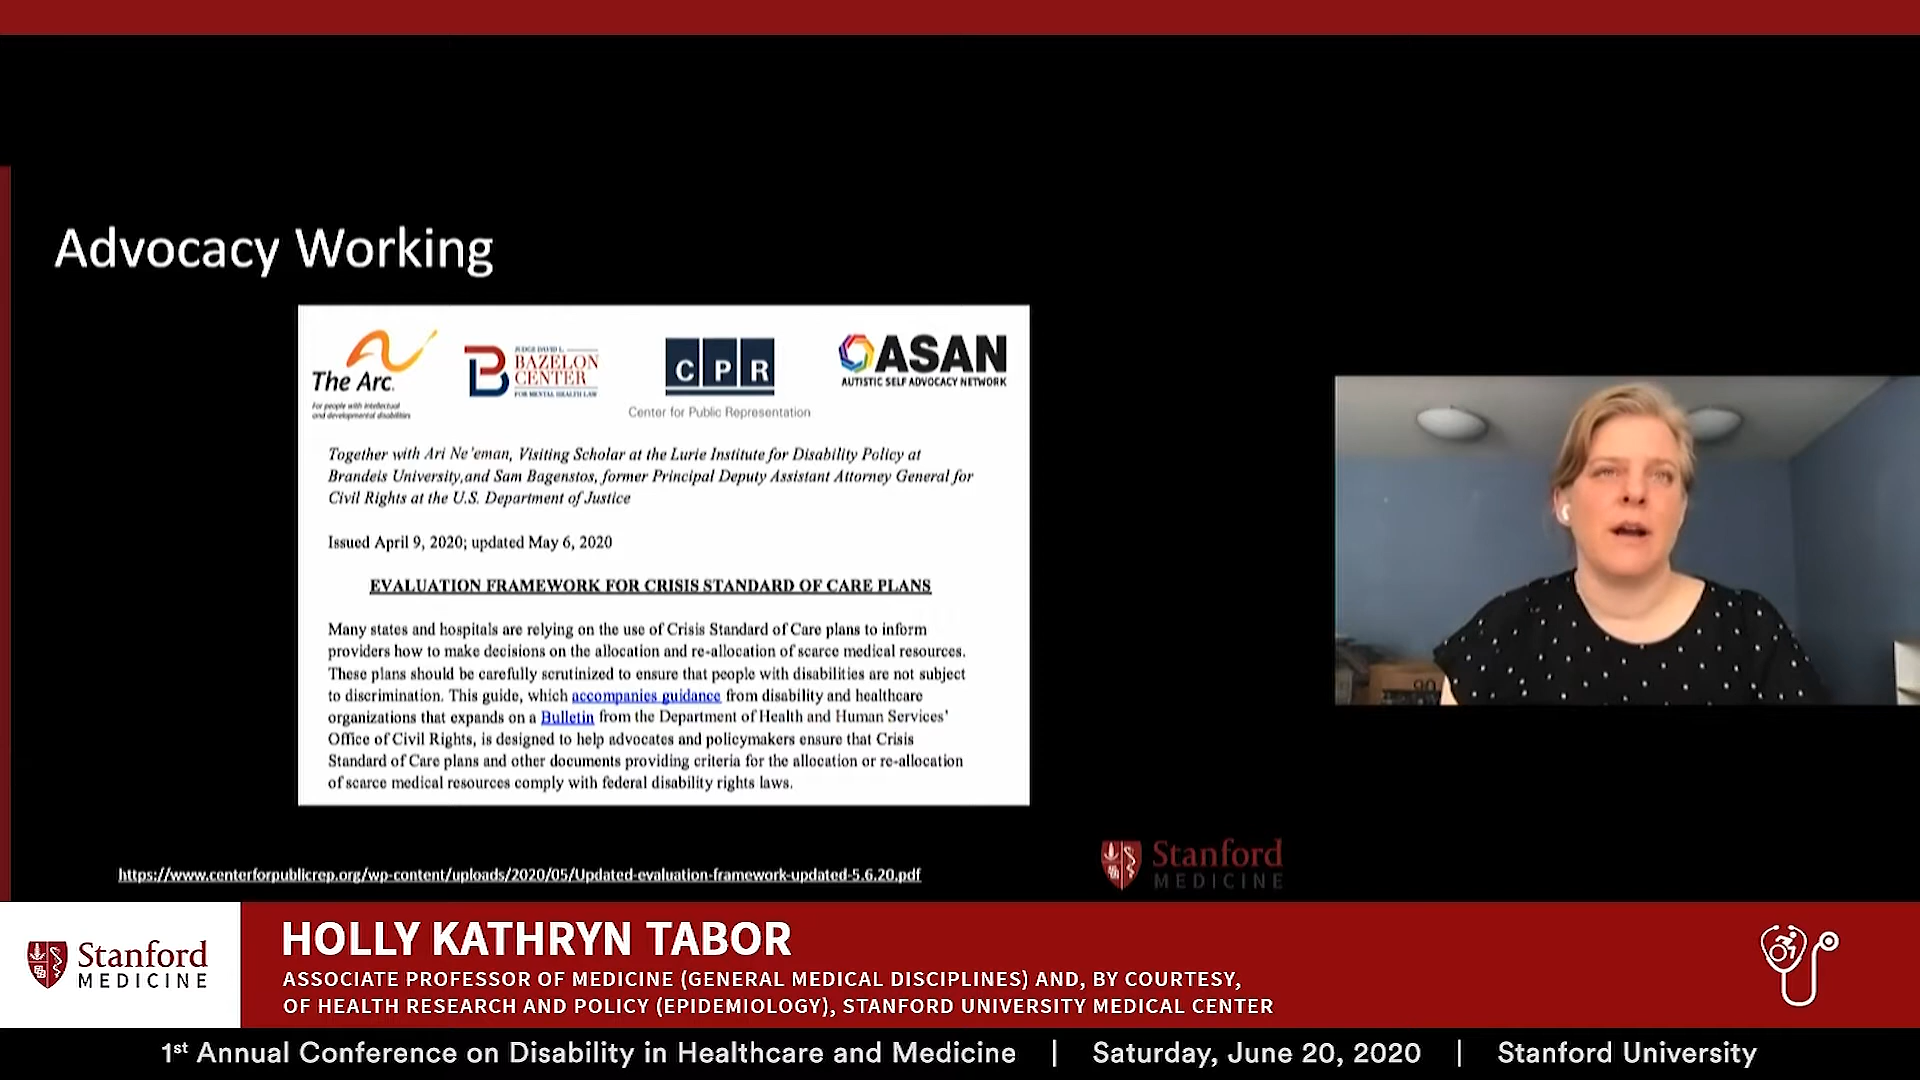 Advocacy Working
The Arc.
For people with intellectual
and developmental disabilities
JUDGE DAVID L.
BAZELON
CENTER
FOR MENTAL HEALTH LAW
CPR
Center for Public Representation
ASAN
AUTISTIC SELF ADVOCACY NETWORK
Together with Ari Ne'eman, Visiting Scholar at the Lurie Institute for Disability Policy at
Brandeis University,and Sam Bagenstos, former Principal Deputy Assistant Attorney General for
Civil Rights at the U.S. Department of Justice
Issued April 9, 2020; updated May 6, 2020
EVALUATION FRAMEWORK FOR CRISIS STANDARD OF CARE PLANS
Many states and hospitals are relying on the use of Crisis Standard of Care plans to inform
providers how to make decisions on the allocation and re-allocation of scarce medical resources.
These plans should be carefully scrutinized to ensure that people with disabilities are not subject
to discrimination. This guide, which accompanies guidance from disability and healthcare
organizations that expands on a Bulletin from the Department of Health and Human Services'
Office of Civil Rights, is designed to help advocates and policymakers ensure that Crisis
Standard of Care plans and other documents providing criteria for the allocation or re-allocation
of scarce medical resources comply with federal disability rights laws.
https://www.centerforpublicrep.org/wp-content/uploads/2020/05/Updated-evaluation-framework-updated-5.6.20.pdf
Stanford
MEDICINE
Stanford
MEDICINE
HOLLY KATHRYN TABOR
ASSOCIATE PROFESSOR OF MEDICINE (GENERAL MEDICAL DISCIPLINES) AND, BY COURTESY,
OF HEALTH RESEARCH AND POLICY (EPIDEMIOLOGY), STANFORD UNIVERSITY MEDICAL CENTER
1st Annual Conference on Disability in Healthcare and Medicine | Saturday, June 20, 2020 | Stanford University